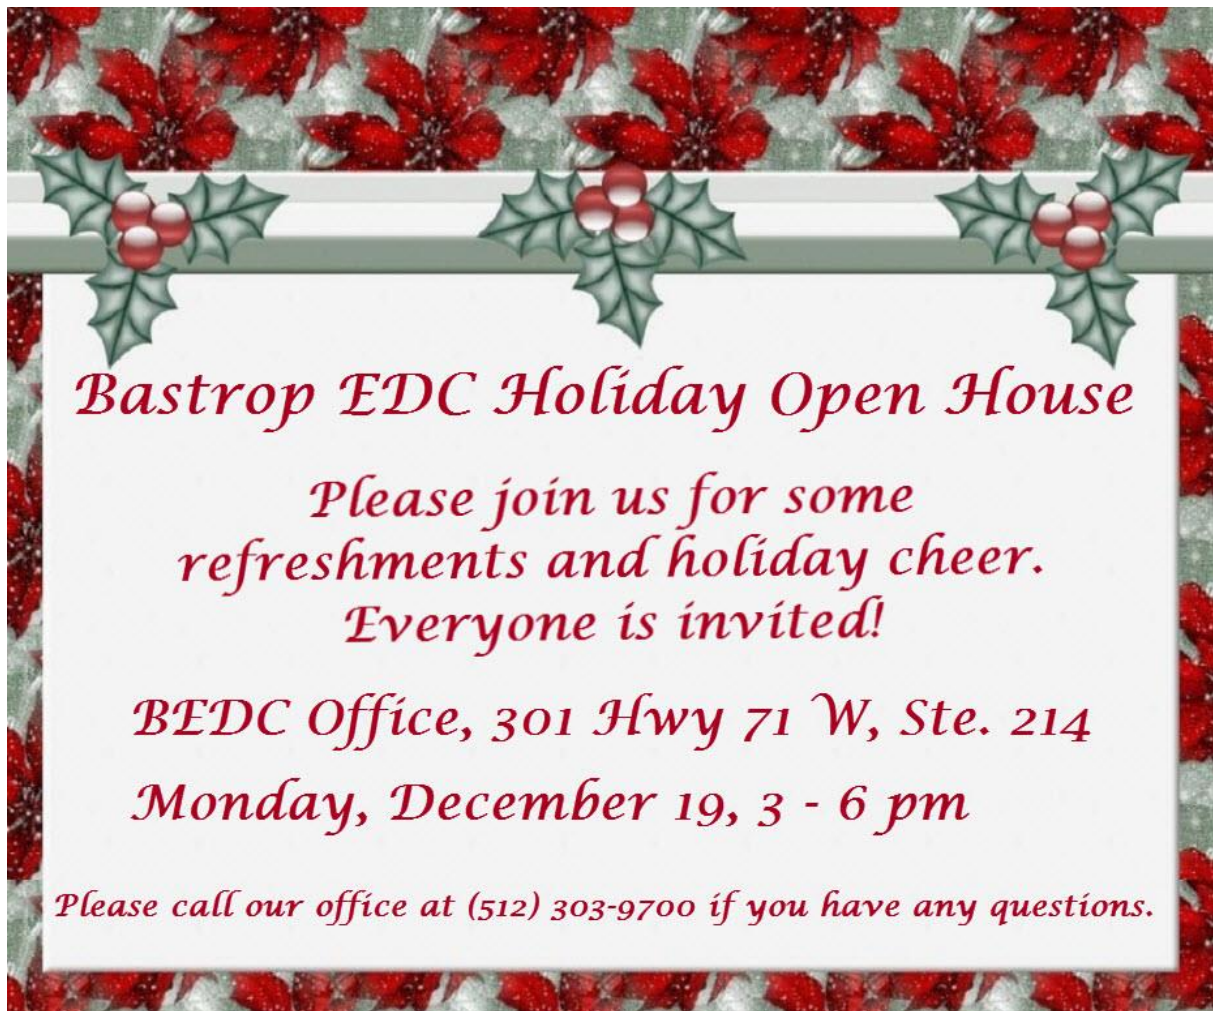 Bastrop EDC Holiday Open House
Please join us for some
refreshments and holiday cheer.
Everyone is invited!
BEDC Office, 301 Hwy 71 W, Ste. 214
Monday, December 19, 3 - 6 pm
Please call our office at (512) 303-9700 if you have any questions.